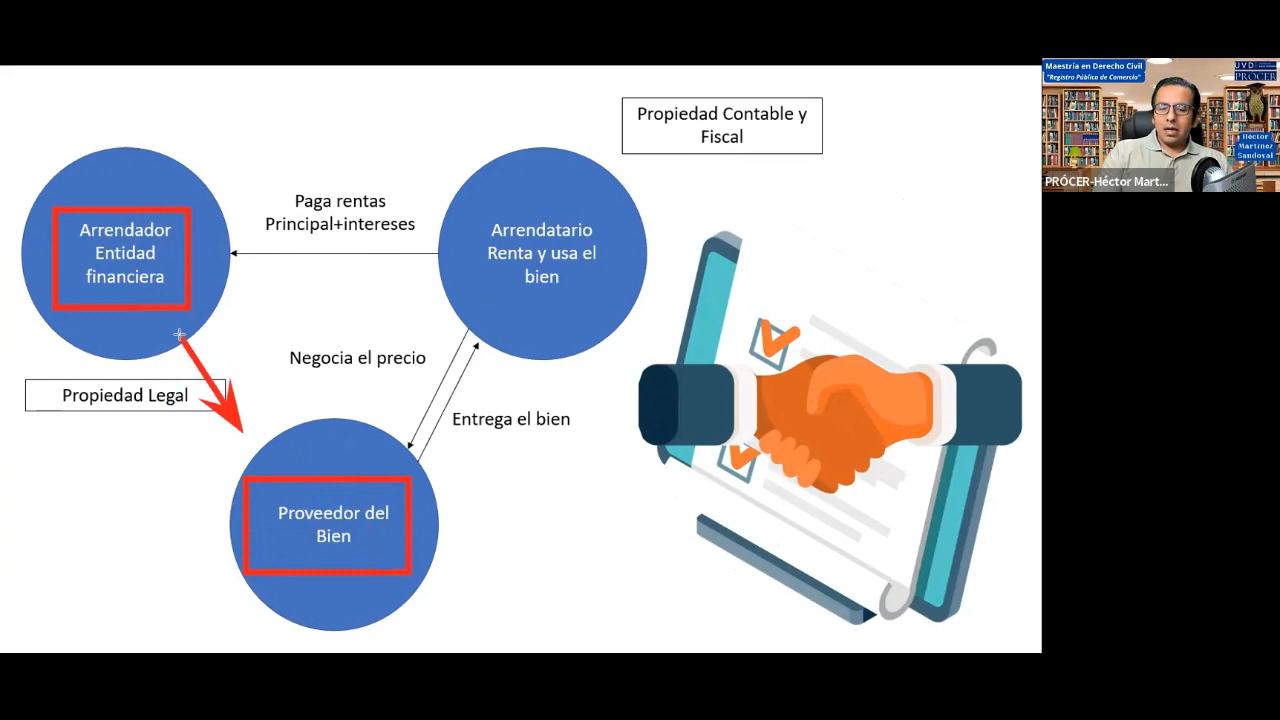 Propiedad Contable y
Fiscal
Arrendador
Entidad
financiera
Paga rentas
Principal+intereses
Arrendatario
Renta y usa el
bien
Negocia el precio
Propiedad Legal
Entrega el bien
Proveedor del
Bien
Maestría en Derecho Civil
"Registro Público de Comercio"
UVD
PRÓCER
Héctor
Martínez
Sandoval
PRÓCER-Héctor Mart...